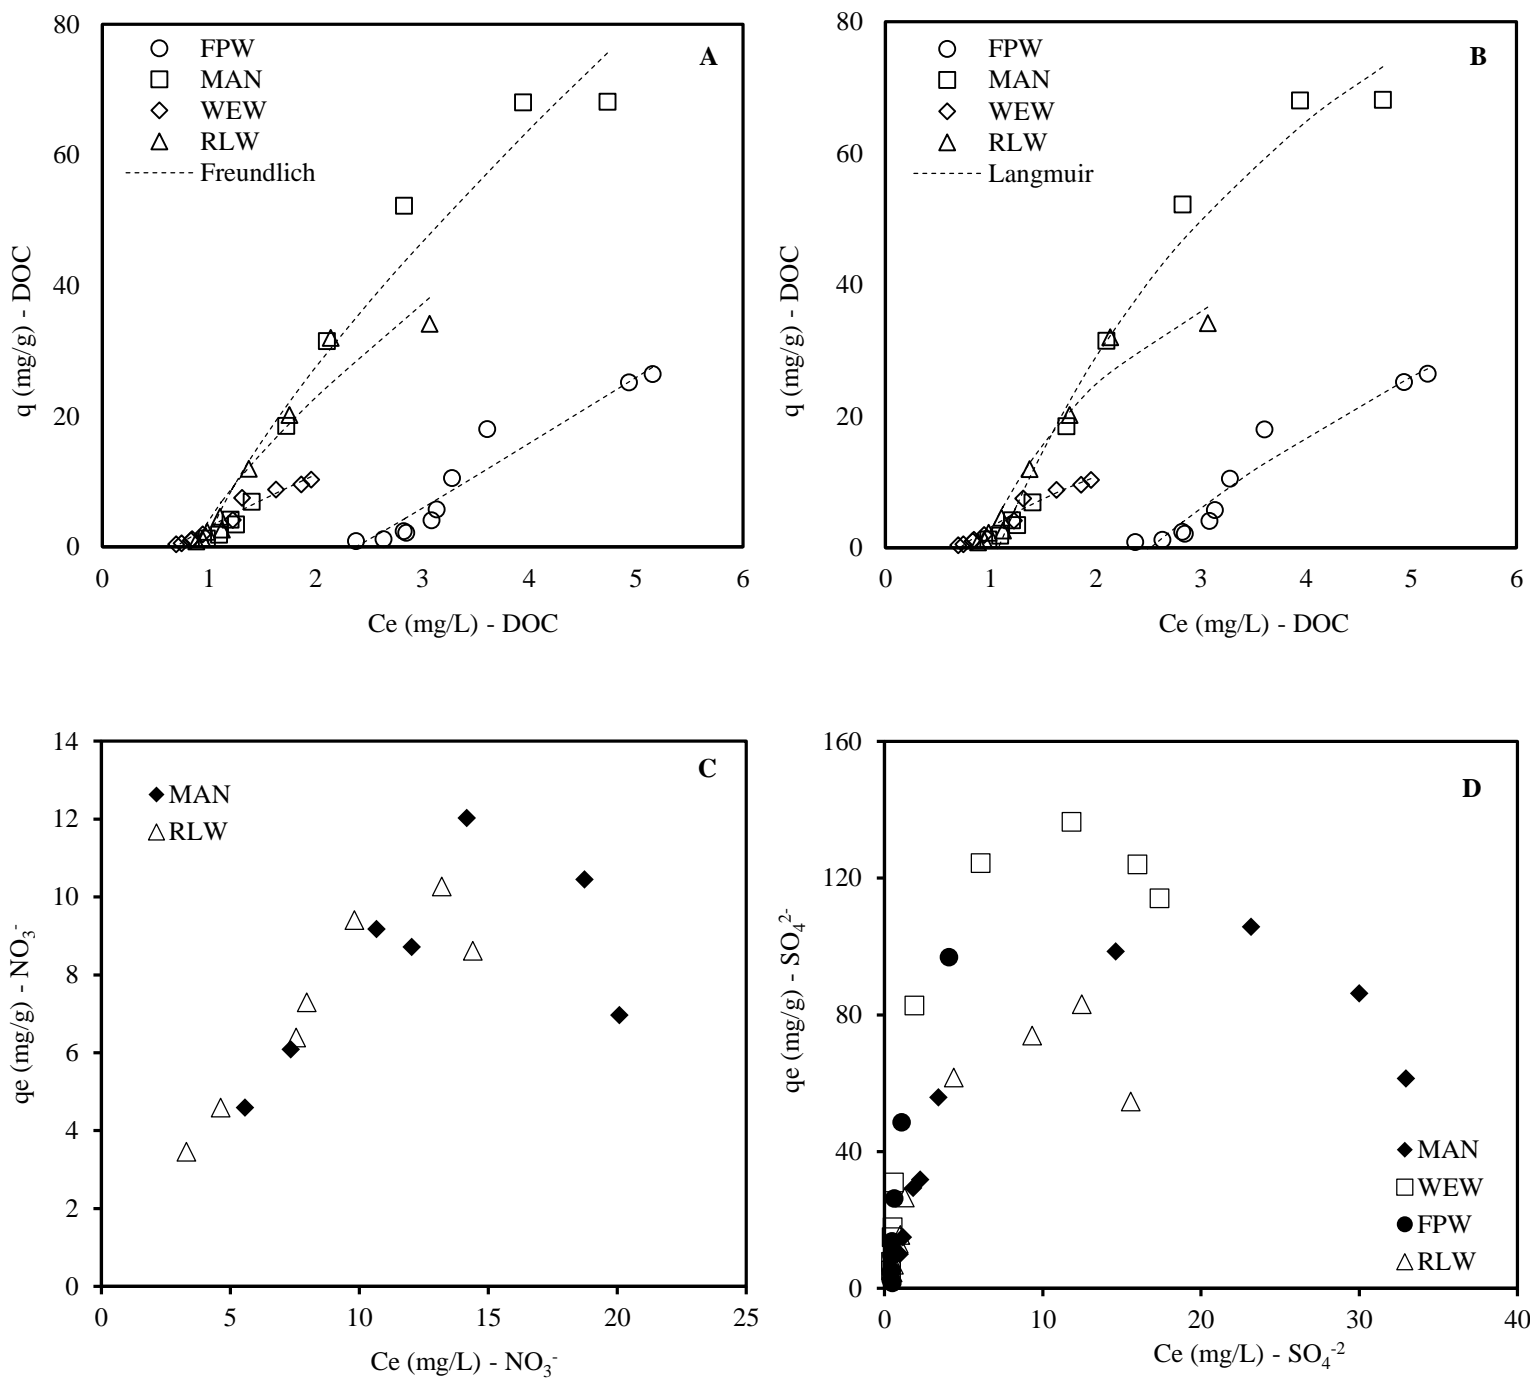 A
FPW
MAN
WEW
RLW
Freundlich
80
60
40
20
0
0 1 2 3 4 5 6
q (mg/g) - DOC
Ce (mg/L) - DOC
B
FPW
MAN
WEW
RLW
Langmuir
80
60
40
20
0
0 1 2 3 4 5 6
q (mg/g) - DOC
Ce (mg/L) - DOC
C
MAN
RLW
14
12
10
8
6
4
2
0
0 5 10 15 20 25
qe (mg/g) - NO₃⁻
Ce (mg/L) - NO₃⁻
D
MAN
WEW
FPW
RLW
160
120
80
40
0
0 10 20 30 40
qe (mg/g) - SO₄²⁻
Ce (mg/L) - SO₄⁻²